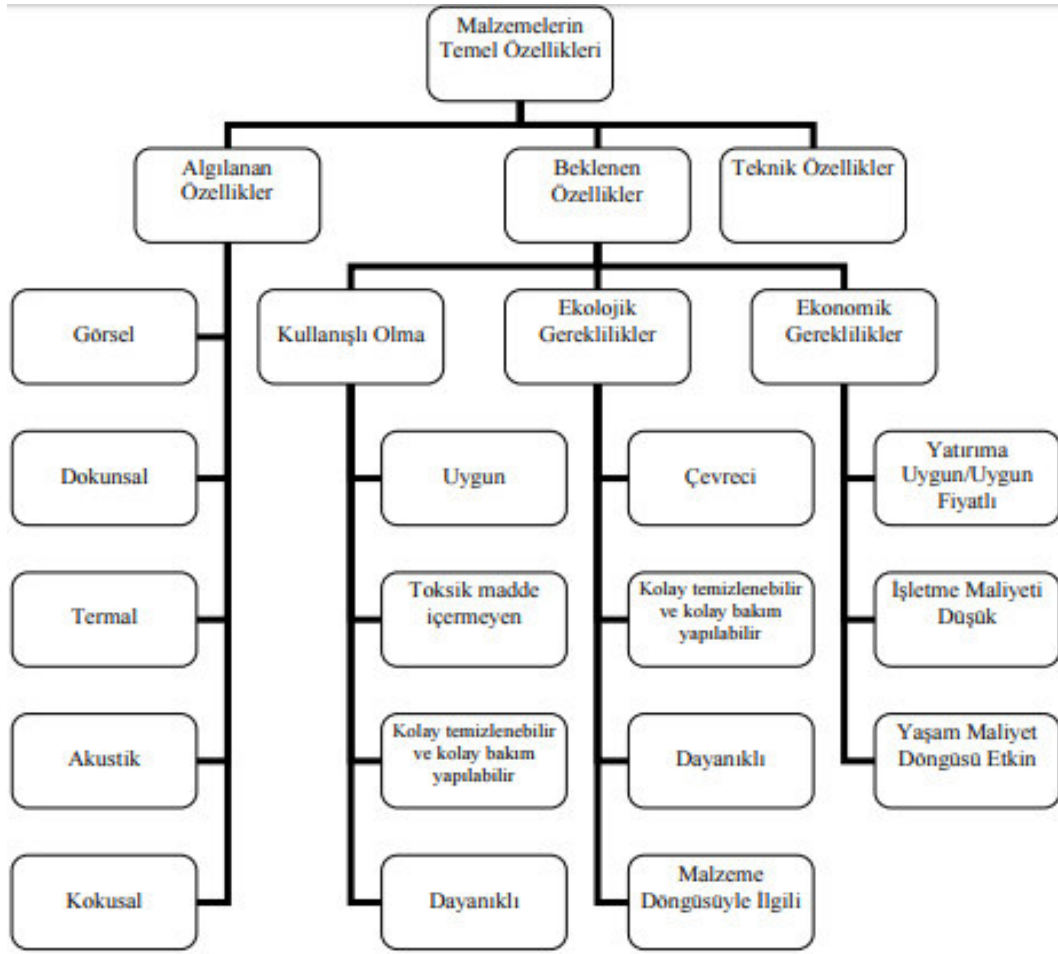 Malzemelerin
Temel Özellikleri
Algılanan
Özellikler
Beklenen
Özellikler
Teknik Özellikler
Görsel
Dokunsal
Termal
Akustik
Kokusal
Kullanışlı Olma
Uygun
Toksik madde
içermeyen
Kolay temizlenebilir
ve kolay bakım
yapılabilir
Dayanıklı
Ekolojik
Gereklilikler
Çevreci
Kolay temizlenebilir
ve kolay bakım
yapılabilir
Dayanıklı
Malzeme
Döngüsüyle İlgili
Ekonomik
Gereklilikler
Yatırıma
Uygun/Uygun
Fiyatlı
İşletme Maliyeti
Düşük
Yaşam Maliyet
Döngüsü Etkin